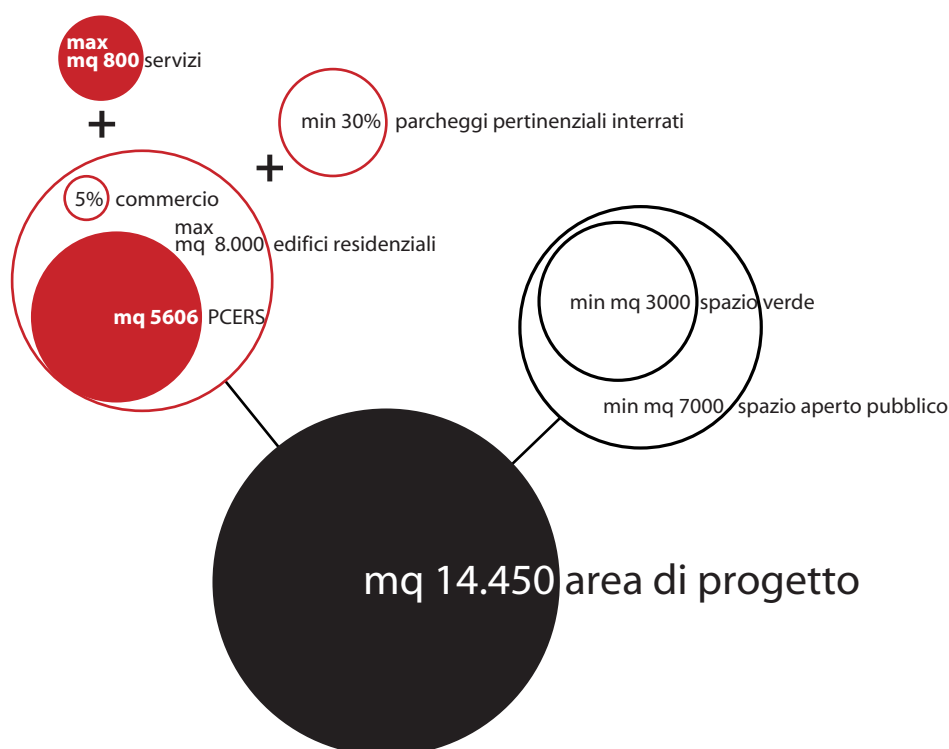 max
mq 800 servizi
min 30% parcheggi pertinenziali interrati
5% commercio
max
mq 8.000 edifici residenziali
mq 5606 PCERS
min mq 3000 spazio verde
min mq 7000 spazio aperto pubblico
mq 14.450 area di progetto